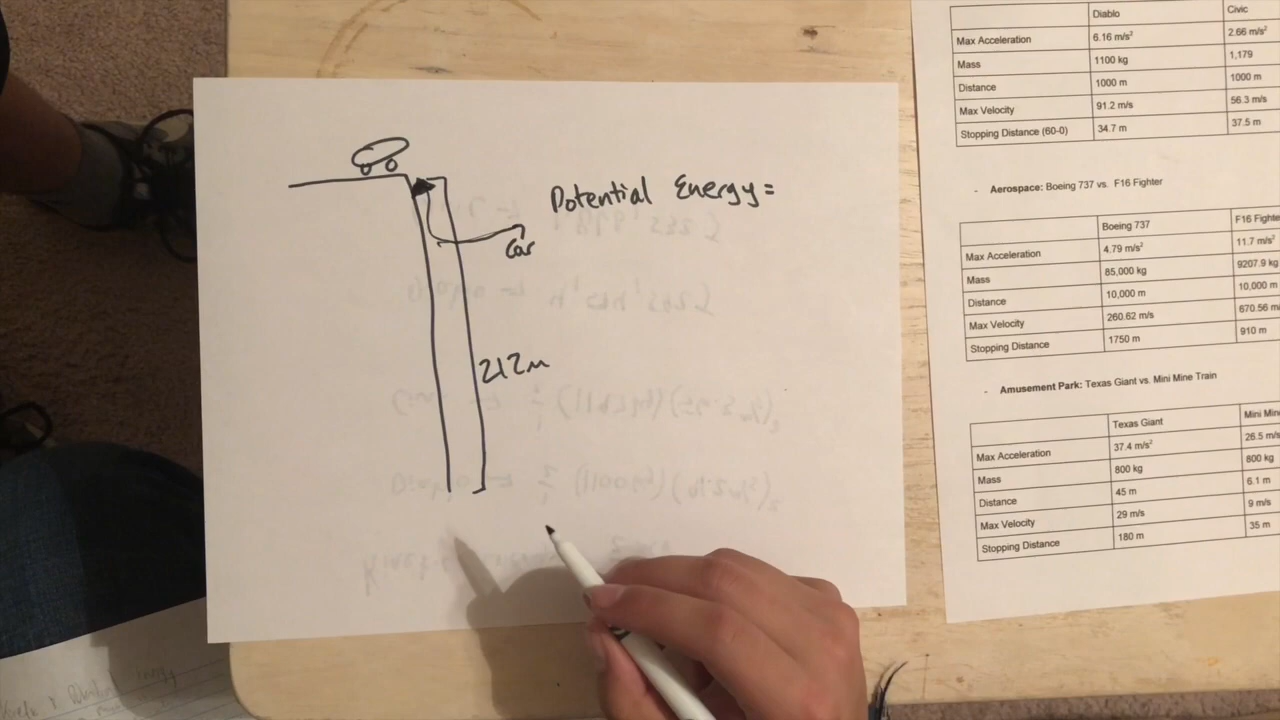 Potential Energy=
Car
212m
Diablo Civic
Max Acceleration 6.16 m/s² 2.66 m/s²
Mass 1100 kg 1,179
Distance 1000 m 1000 m
Max Velocity 91.2 m/s 56.3 m/s
Stopping Distance (60-0) 34.7 m 37.5 m
- Aerospace: Boeing 737 vs. F16 Fighter
Boeing 737 F16 Fighte
Max Acceleration 4.79 m/s² 11.7 m/s²
Mass 85,000 kg 9207.9 kg
Distance 10,000 m 10,000 m
Max Velocity 260.62 m/s 670.56 m/
Stopping Distance 1750 m 910 m
- Amusement Park: Texas Giant vs. Mini Mine Train
Texas Giant Mini Min
Max Acceleration 37.4 m/s² 26.5 m/s
Mass 800 kg 800 kg
Distance 45 m 6.1 m
Max Velocity 29 m/s 9 m/s
Stopping Distance 180 m 35 m